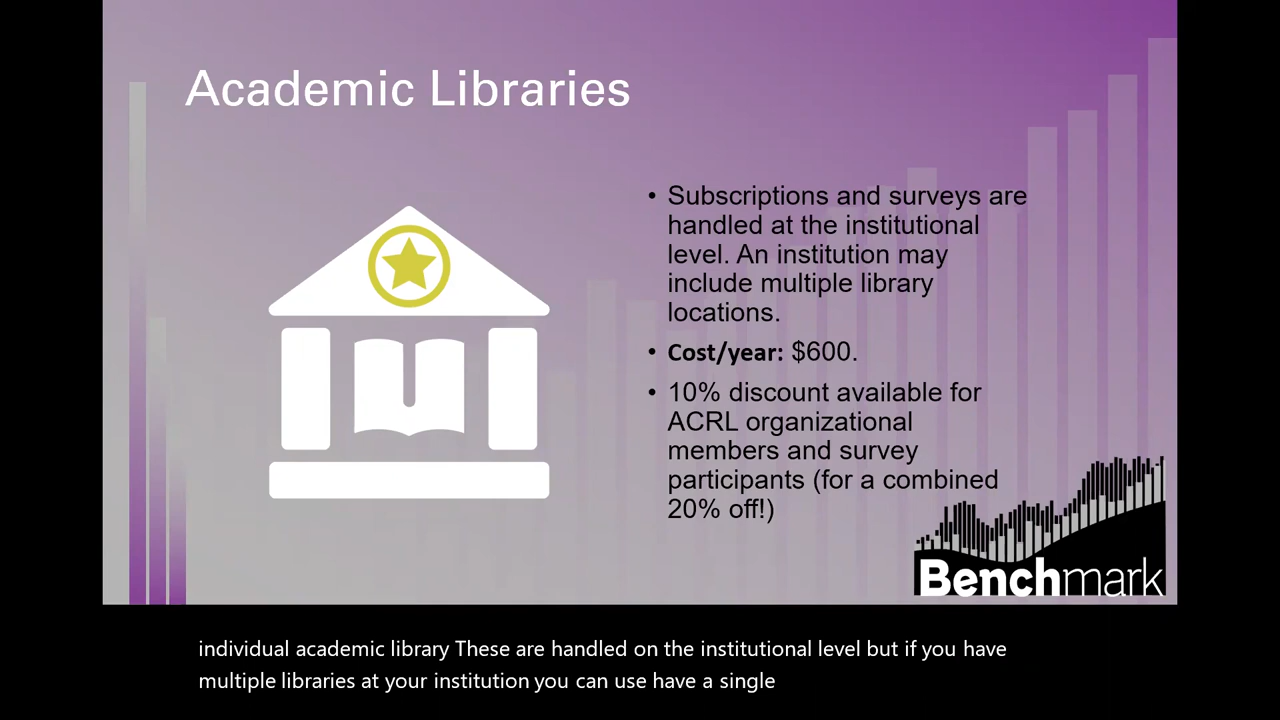 Academic Libraries
• Subscriptions and surveys are
handled at the institutional
level. An institution may
include multiple library
locations.
• Cost/year: $600.
• 10% discount available for
ACRL organizational
members and survey
participants (for a combined
20% off!)
Benchmark
individual academic library These are handled on the institutional level but if you have
multiple libraries at your institution you can use have a single